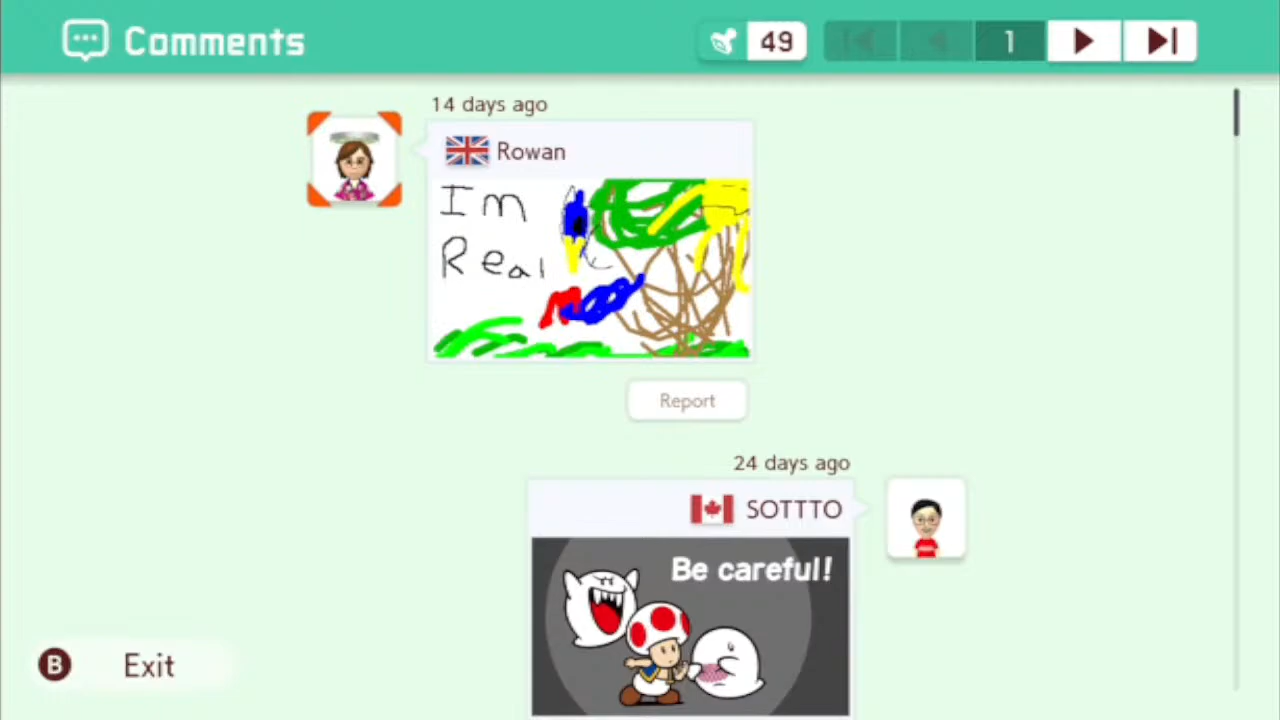 Comments
49
1
14 days ago
Rowan
Im
Real
Report
24 days ago
SOTTTO
Be careful!
B Exit